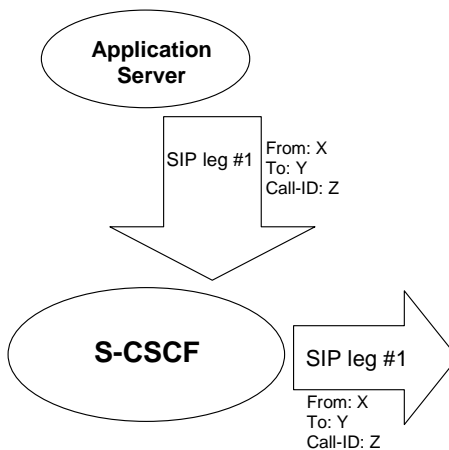 Application
Server
SIP leg #1
From: X
To: Y
Call-ID: Z
S-CSCF
SIP leg #1
From: X
To: Y
Call-ID: Z